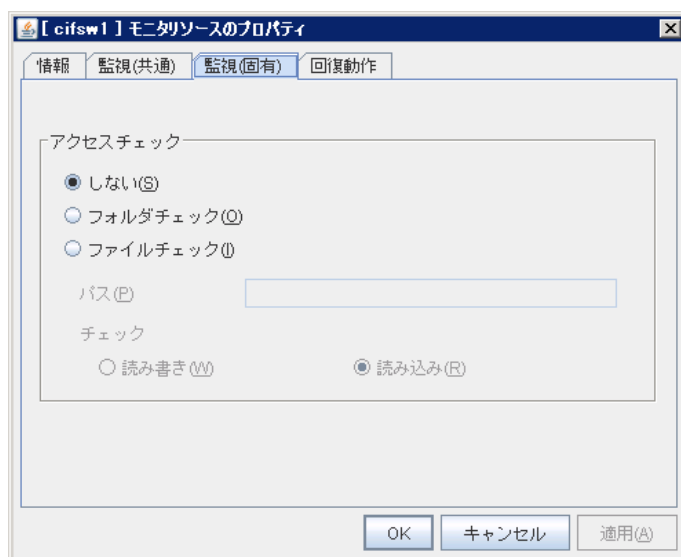 [ cifsw1 ] モニタリソースのプロパティ
情報 監視(共通) 監視(固有) 回復動作
アクセスチェック
しない(S)
フォルダチェック(O)
ファイルチェック(I)
パス(P)
チェック
読み書き(W) 読み込み(R)
OK キャンセル 適用(A)